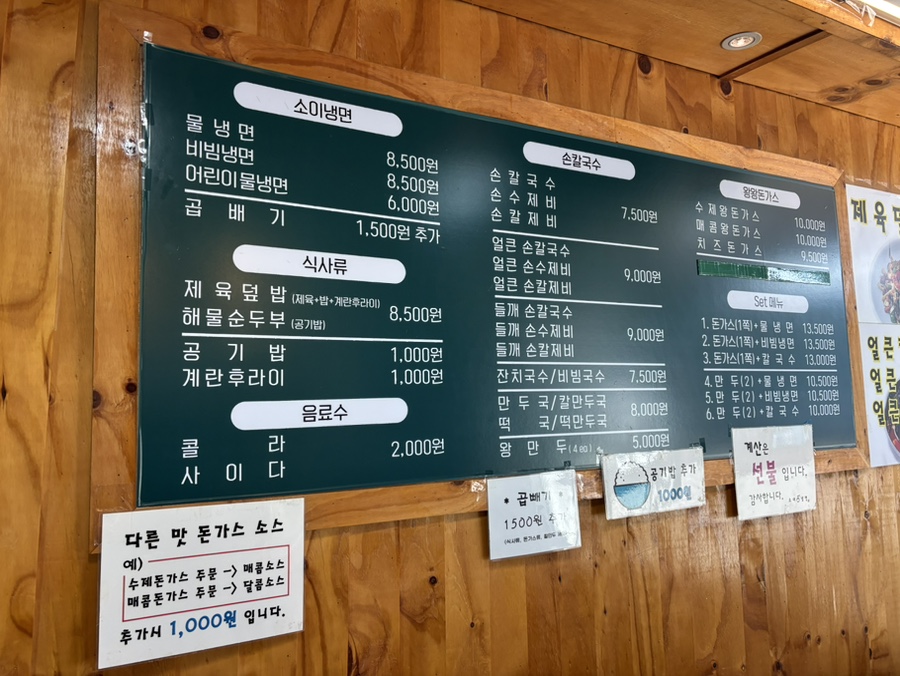 소이냉면
물냉면 8.500원
비빔냉면 8.500원
어린이물냉면 6.000원
곱배기 1.500원 추가
식사류
제육덮밥 (제육+밥+계란후라이)
해물순두부 (공기밥) 8.500원
공기밥 1.000원
계란후라이 1.000원
음료수
콜라
사이다 2.000원
손칼국수
손칼국수
손수제비 7.500원
손칼제비
얼큰 손칼국수
얼큰 손수제비 9.000원
얼큰 손칼제비
들깨 손칼국수
들깨 손수제비 9.000원
들깨 손칼제비
잔치국수/비빔국수 7.500원
만두국/칼만두국 8.000원
떡국/떡만두국
왕만두(4ea) 5.000원
왕왕돈가스
수제왕돈가스 10.000원
매콤왕돈가스 10.000원
치즈돈가스 9.500원
Set 메뉴
1. 돈가스(1쪽)+물냉면 13.500원
2. 돈가스(1쪽)+비빔냉면 13.500원
3. 돈가스(1쪽)+칼국수 13.000원
4. 만두(2)+물냉면 10.500원
5. 만두(2)+비빔냉면 10.500원
6. 만두(2)+칼국수 10.000원
다른 맛 돈가스 소스
예)
수제돈가스 주문 -> 매콤소스
매콤돈가스 주문 -> 달콤소스
추가시 1,000원 입니다.
* 곱빼기 *
1500원 추가
공기밥 추가
1000원
계산은
선불 입니다.
감사합니다.
제육
얼큰
얼큰
얼큰